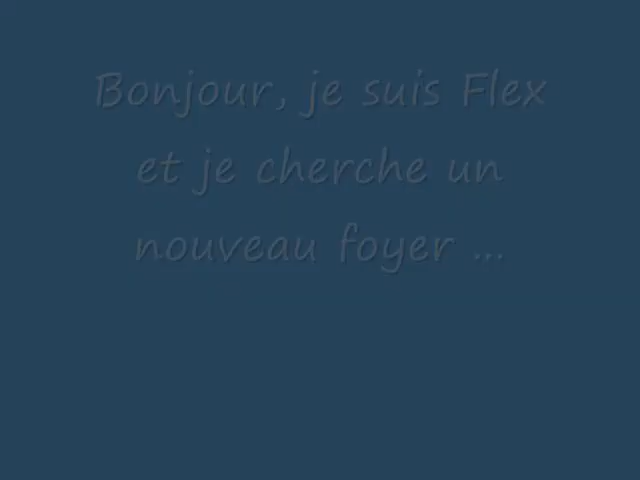 Bonjour, je suis Flex
et je cherche un
nouveau foyer ...